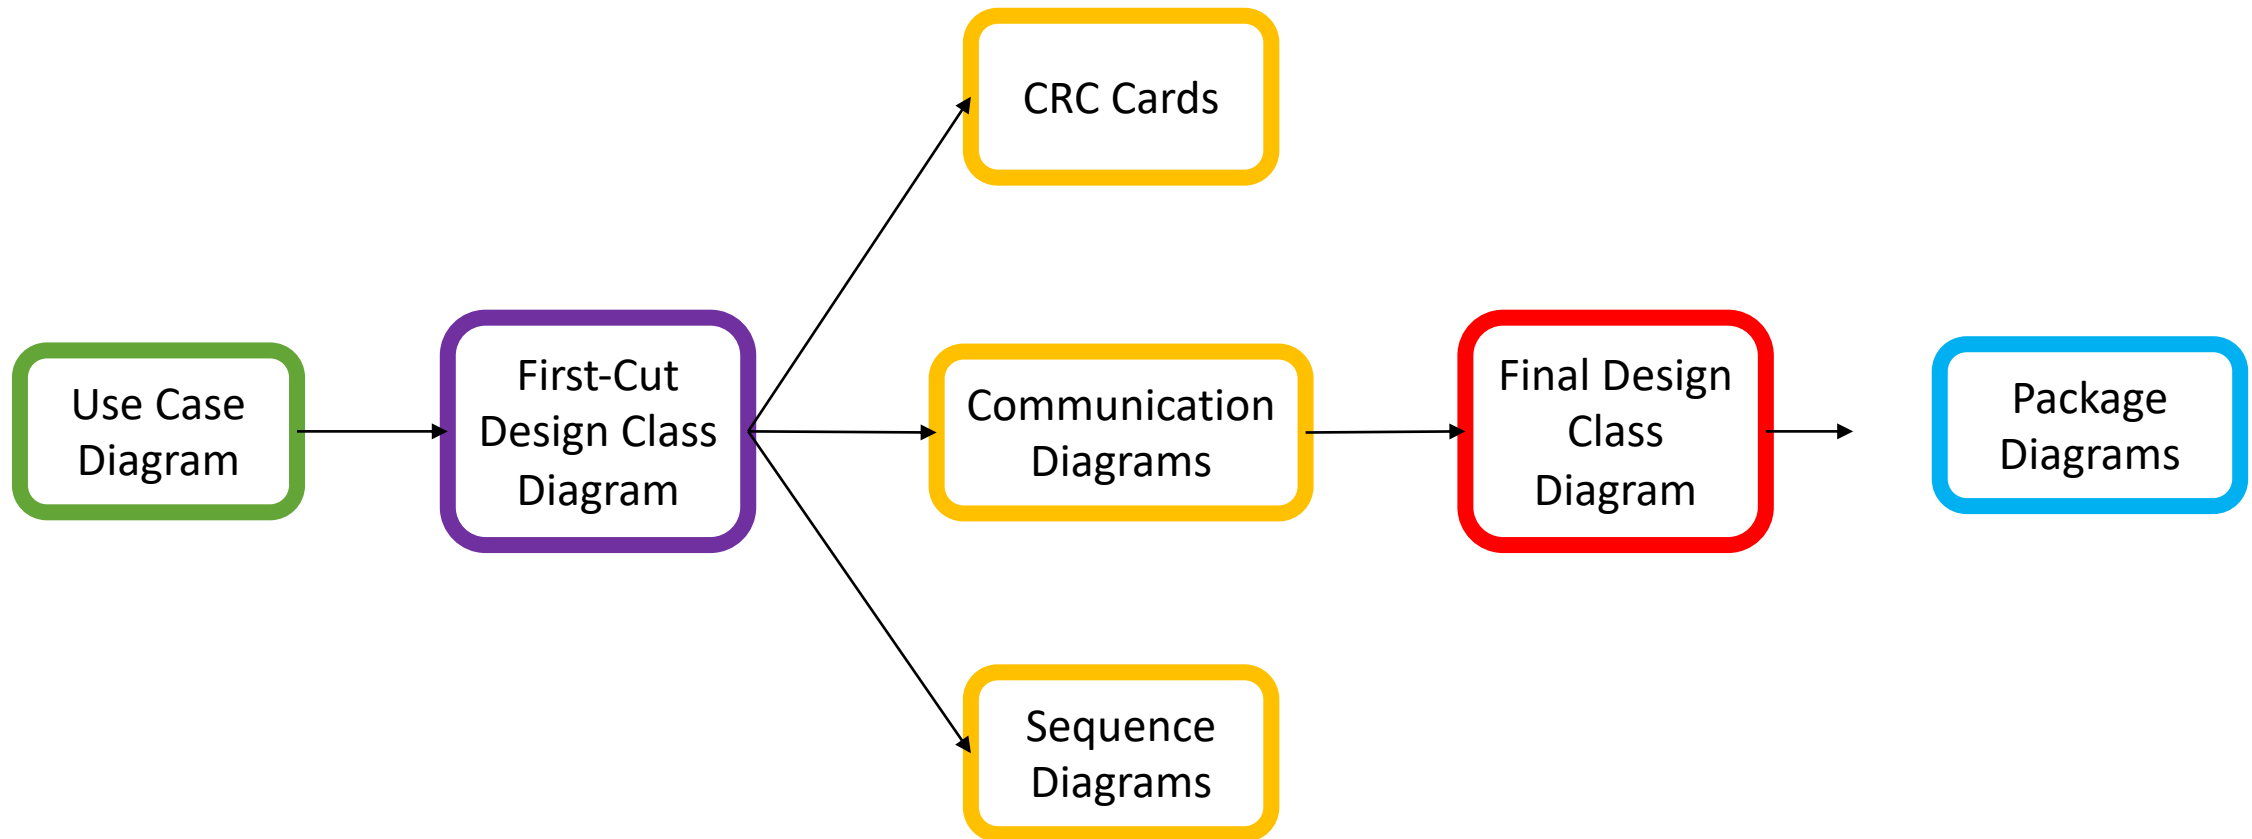 CRC Cards
Use Case
Diagram
First-Cut
Design Class
Diagram
Communication
Diagrams
Final Design
Class
Diagram
Package
Diagrams
Sequence
Diagrams